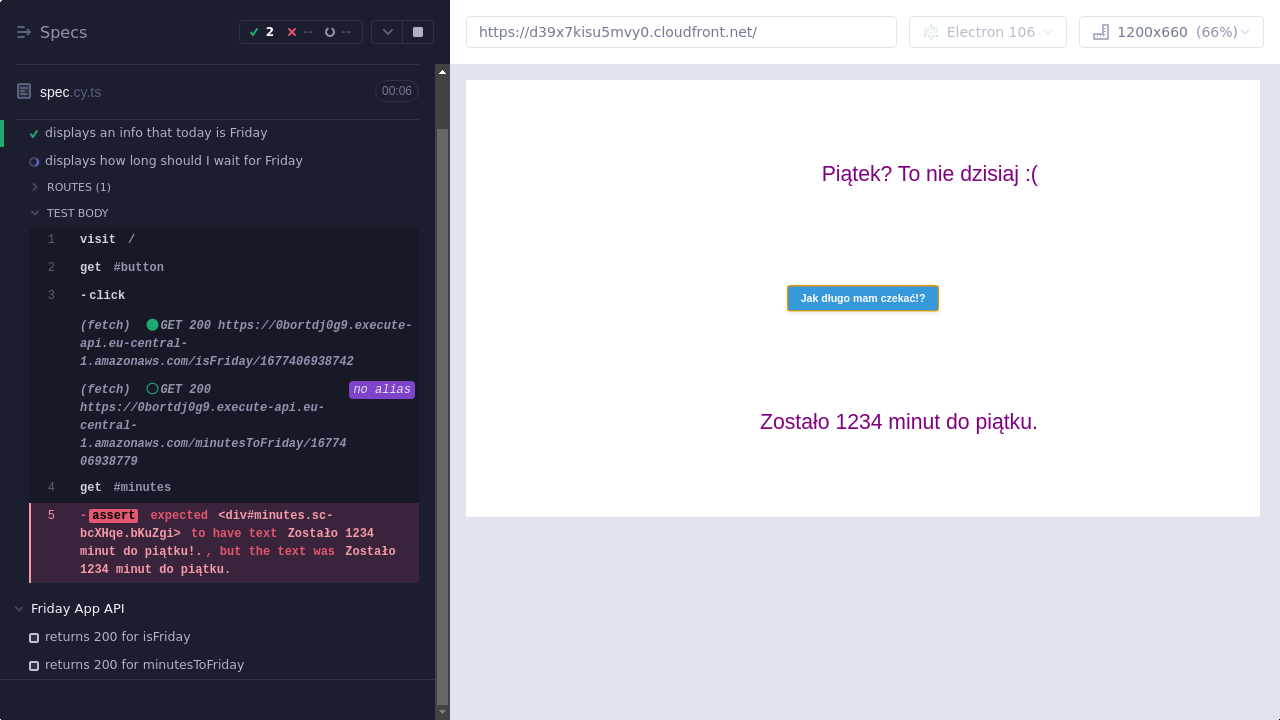 Specs
2
--
--
spec.cy.ts
00:06
displays an info that today is Friday
displays how long should I wait for Friday
ROUTES (1)
TEST BODY
1 visit /
2 get #button
3 -click
(fetch) GET 200 https://0bortdj0g9.execute-
api.eu-central-
1.amazonaws.com/isFriday/1677406938742
(fetch) GET 200 no alias
https://0bortdj0g9.execute-api.eu-
central-
1.amazonaws.com/minutesToFriday/16774
06938779
4 get #minutes
5 -assert expected <div#minutes.sc-
bcXHqe.bKuZgi> to have text Zostało 1234
minut do piątku!. , but the text was Zostało
1234 minut do piątku.
Friday App API
returns 200 for isFriday
returns 200 for minutesToFriday
https://d39x7kisu5mvy0.cloudfront.net/
Electron 106
1200x660 (66%)
Piątek? To nie dzisiaj :(
Jak długo mam czekać!?
Zostało 1234 minut do piątku.